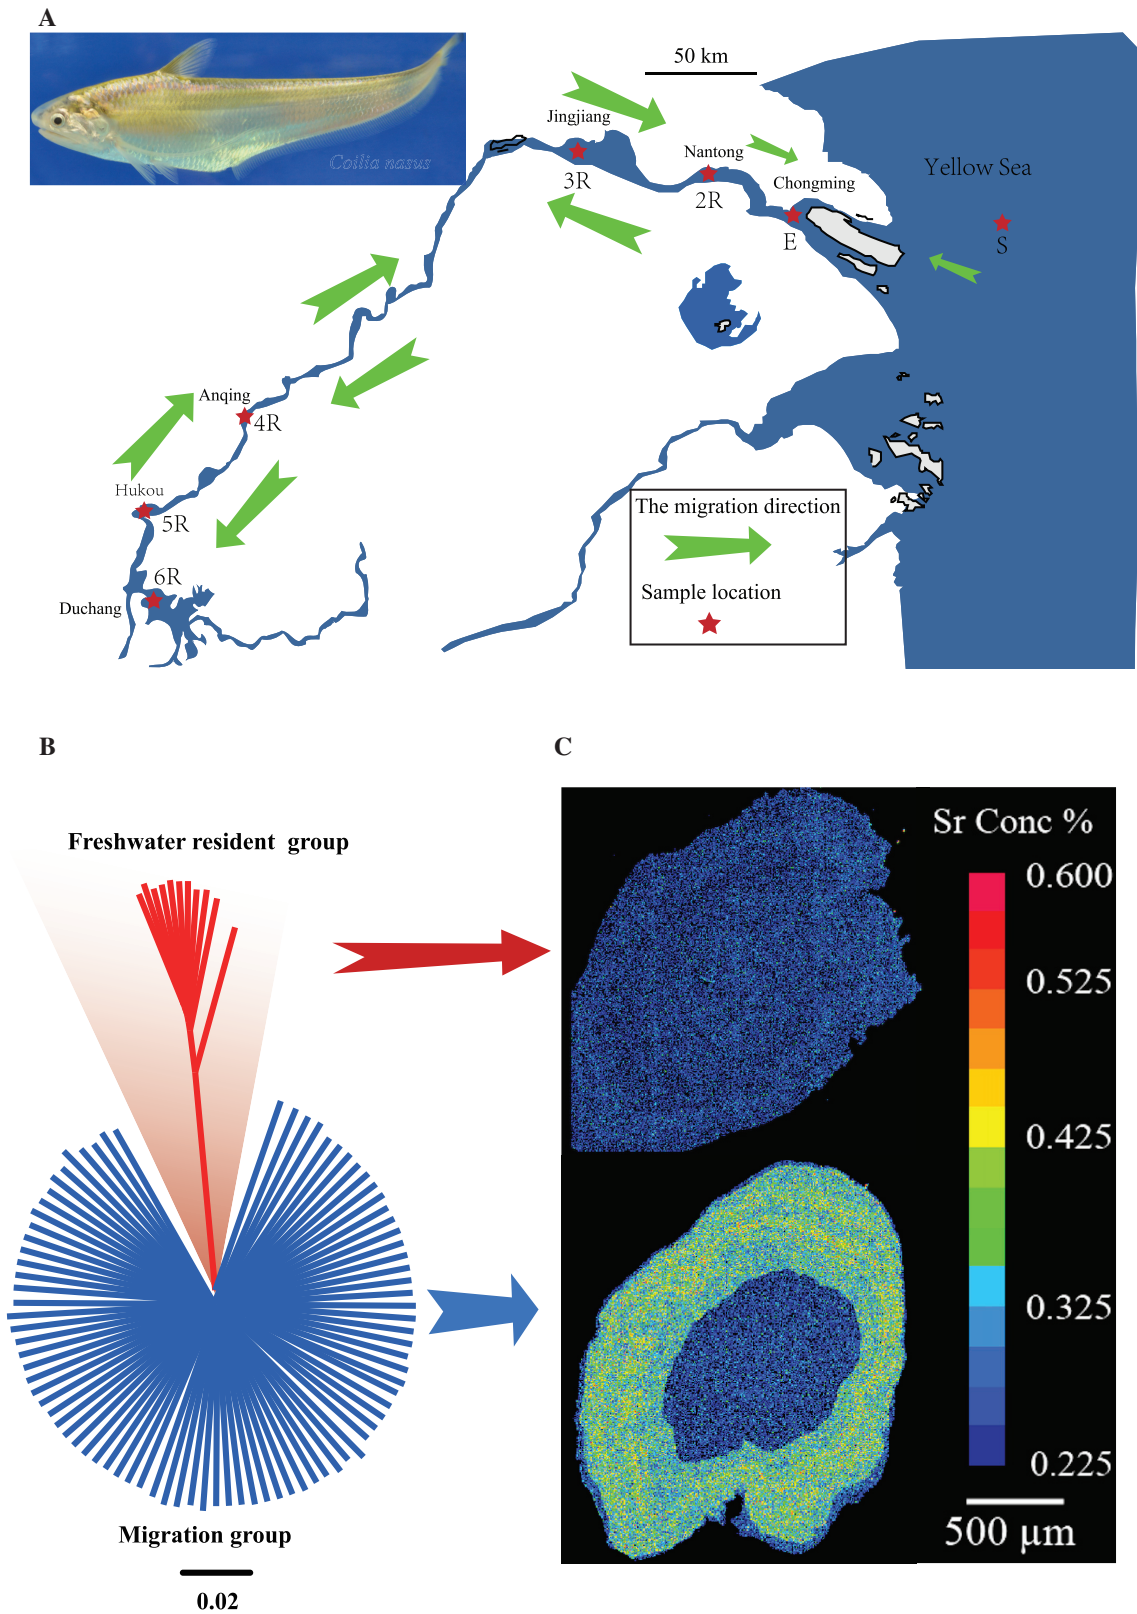 A
50 km
Jingjiang
Nantong
Chongming
Yellow Sea
Coilia nasus
3R
2R
E
S
Anqing
4R
Hukou
5R
The migration direction
6R
Sample location
Duchang
B
C
Freshwater resident group
Sr Conc %
0.600
0.525
0.425
0.325
0.225
500 µm
Migration group
0.02